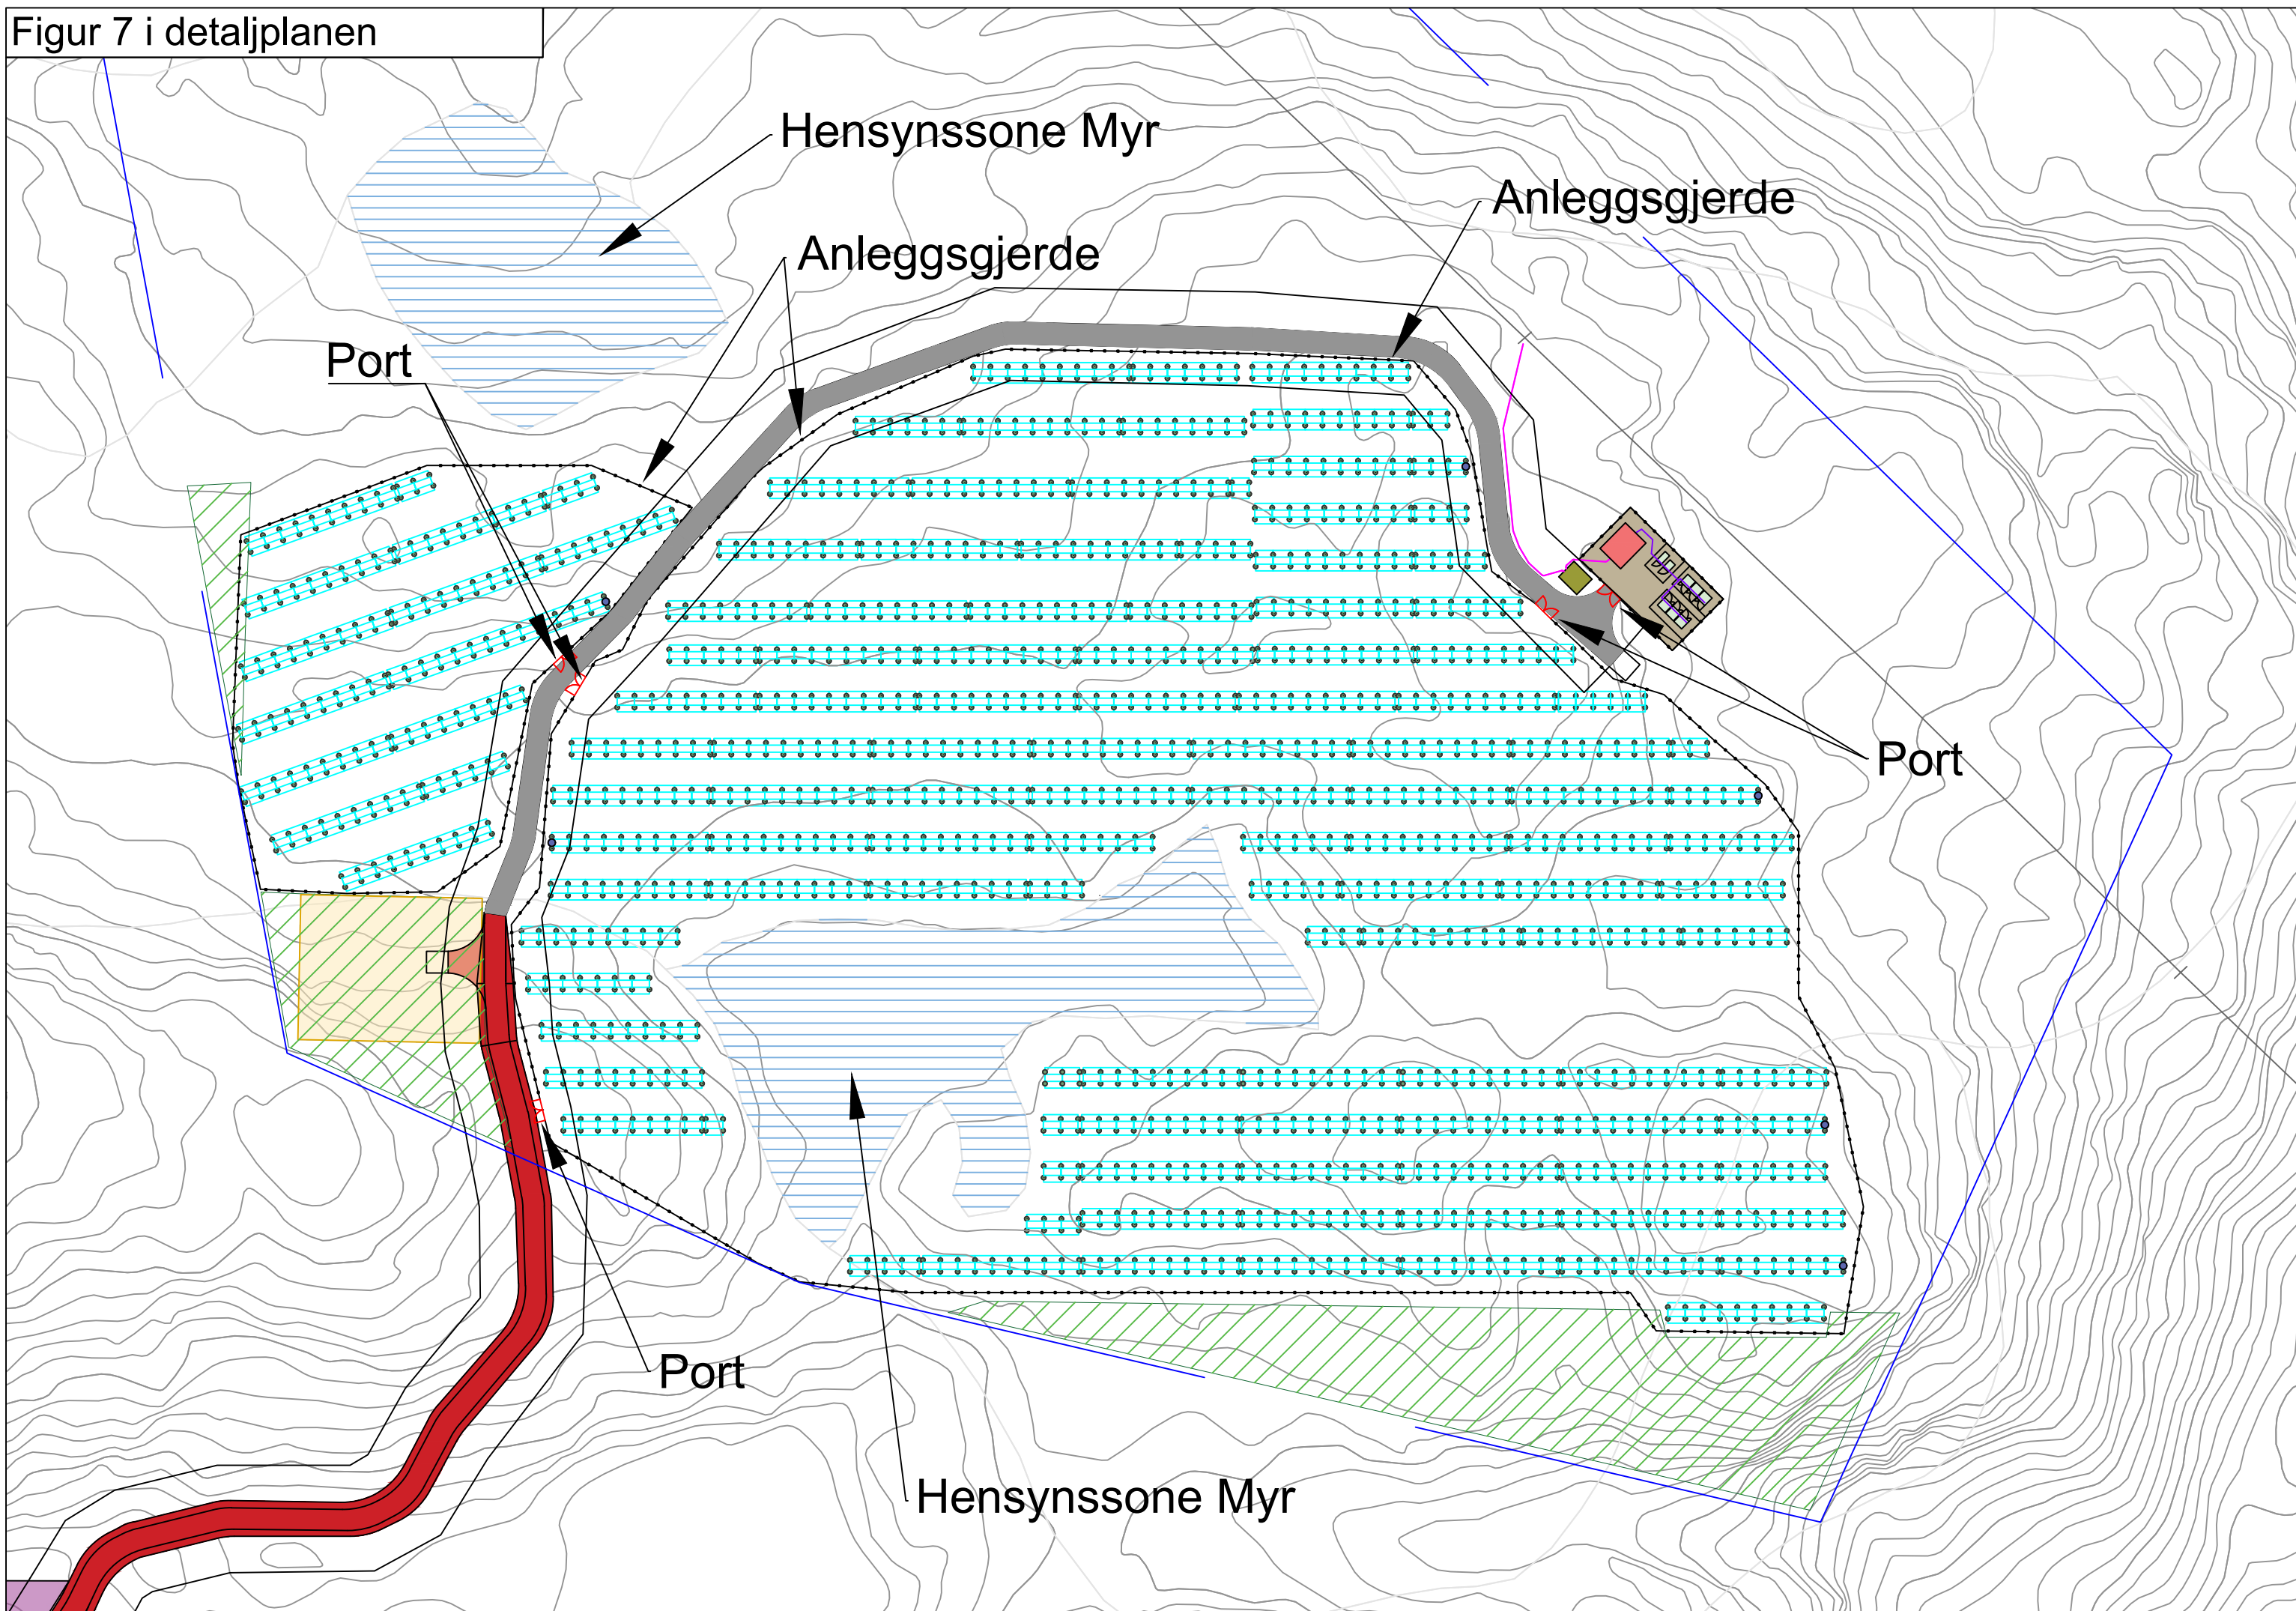 Figur 7 i detaljplanen
Hensynssone Myr
Anleggsgjerde
Anleggsgjerde
Port
Port
Port
Hensynssone Myr